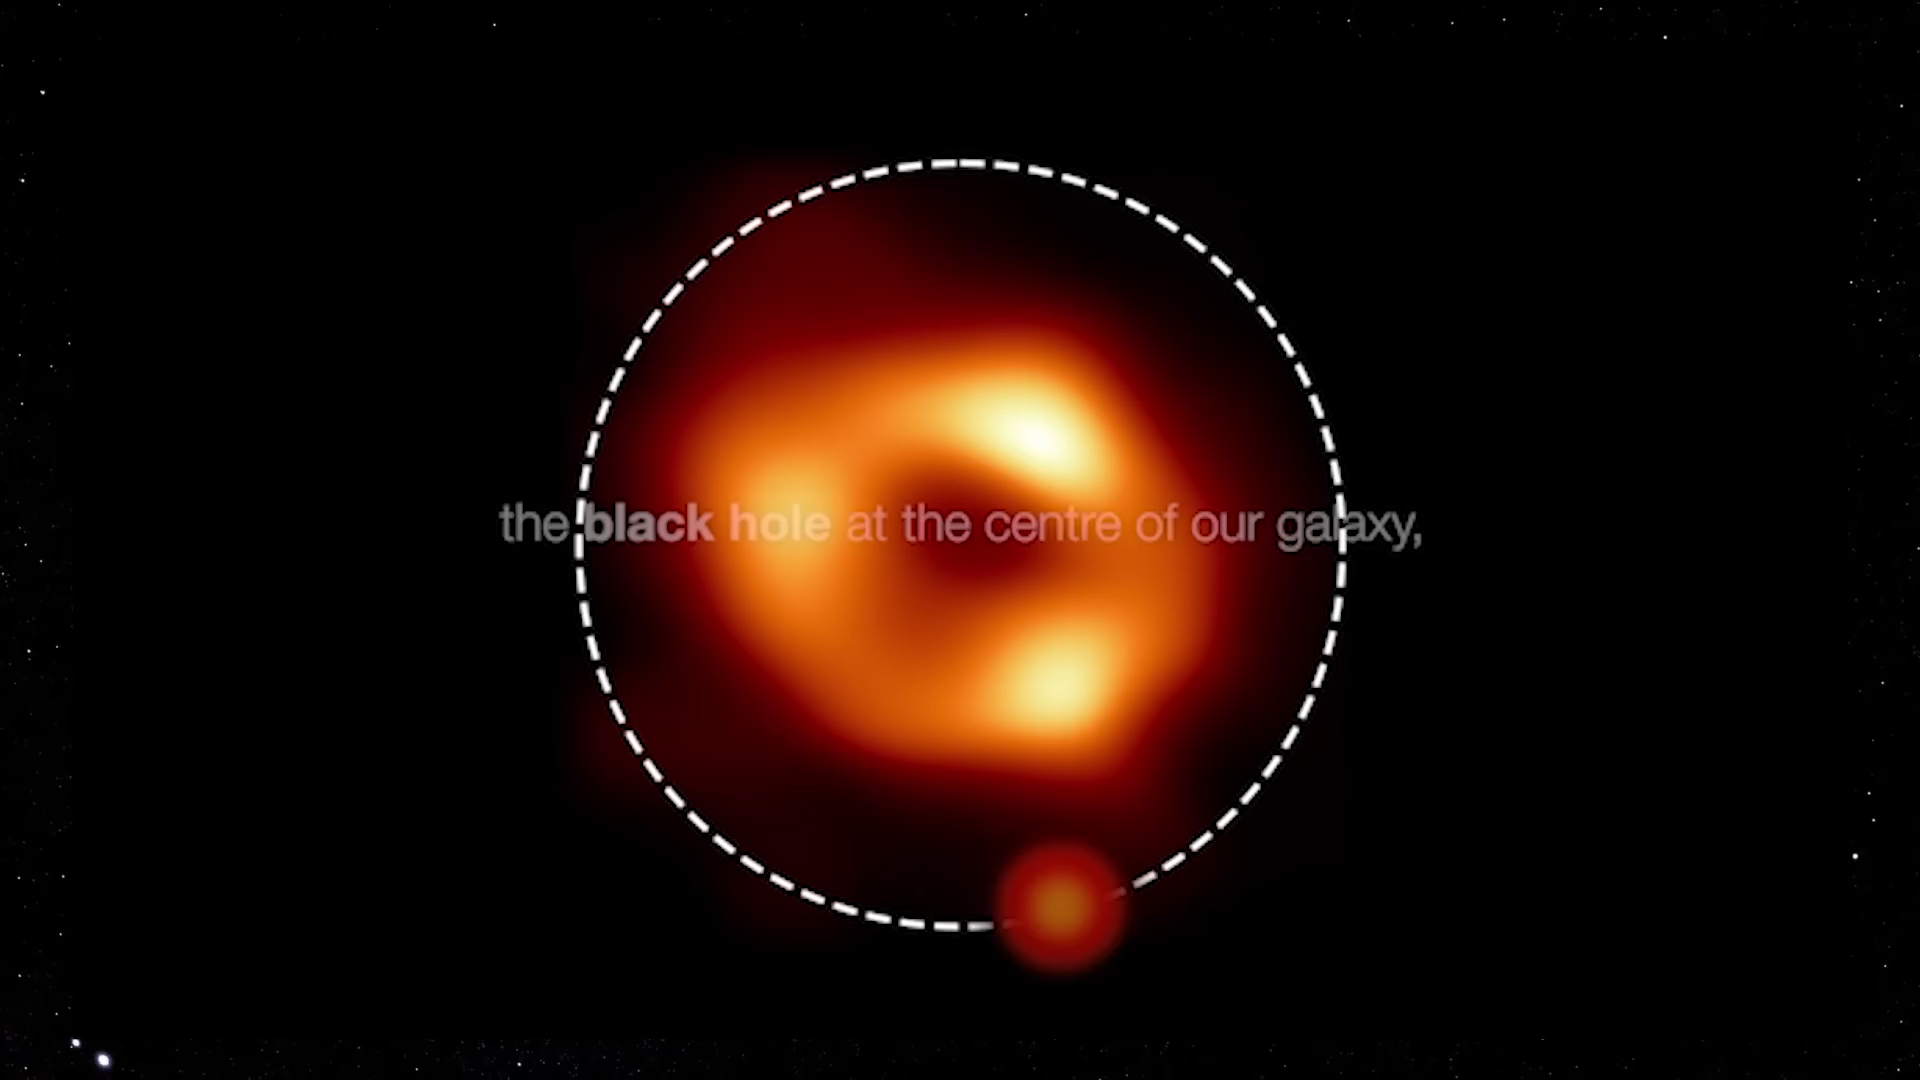 the black hole at the centre of our galaxy,